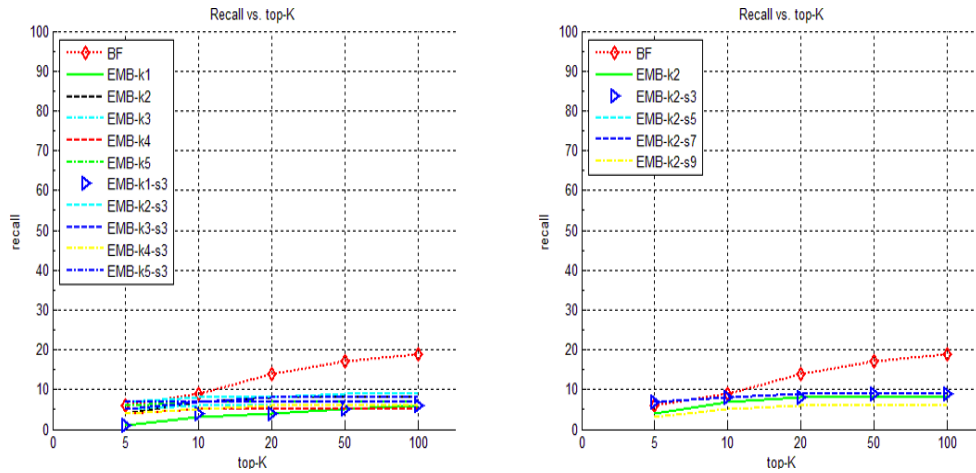 Recall vs. top-K
100
90
80
70
60
50
40
30
20
10
0
recall
BF
EMB-k1
EMB-k2
EMB-k3
EMB-k4
EMB-k5
EMB-k1-s3
EMB-k2-s3
EMB-k3-s3
EMB-k4-s3
EMB-k5-s3
0 5 10 20 50 100
top-K
Recall vs. top-K
100
90
80
70
60
50
40
30
20
10
0
recall
BF
EMB-k2
EMB-k2-s3
EMB-k2-s5
EMB-k2-s7
EMB-k2-s9
0 5 10 20 50 100
top-K